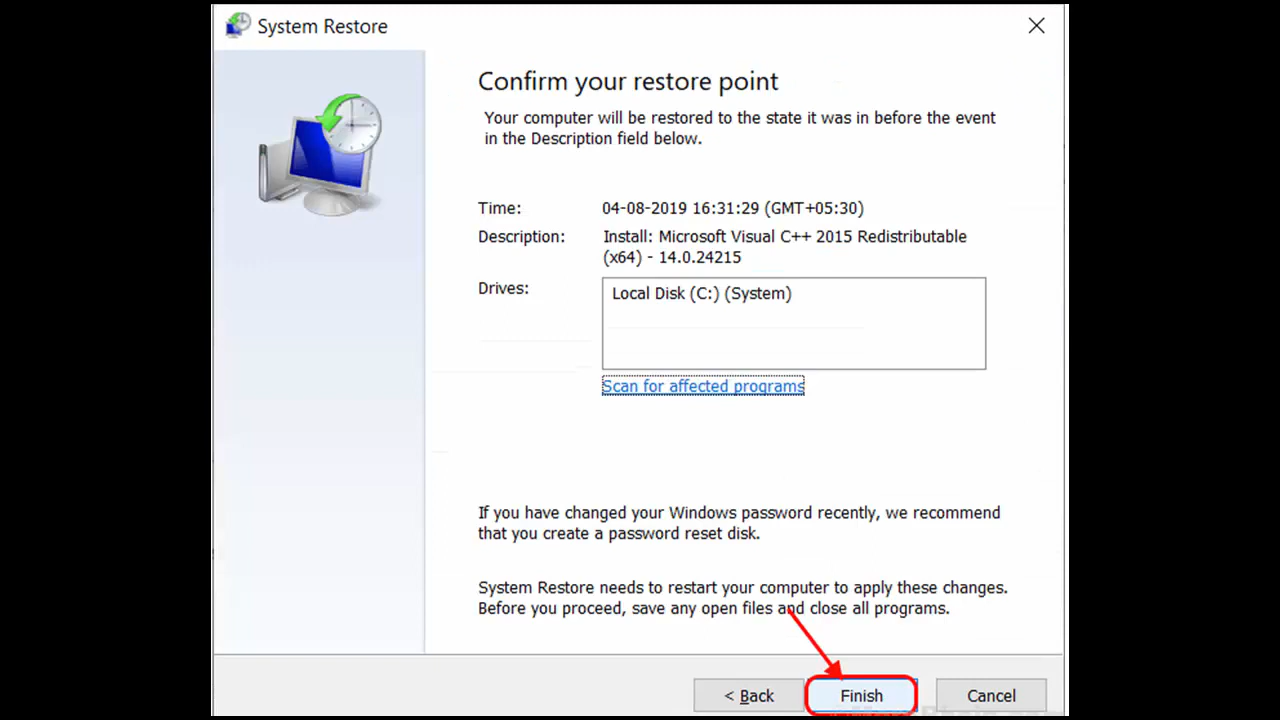 System Restore
Confirm your restore point
Your computer will be restored to the state it was in before the event
in the Description field below.
Time: 04-08-2019 16:31:29 (GMT+05:30)
Description: Install: Microsoft Visual C++ 2015 Redistributable
(x64) - 14.0.24215
Drives: Local Disk (C:) (System)
Scan for affected programs
If you have changed your Windows password recently, we recommend
that you create a password reset disk.
System Restore needs to restart your computer to apply these changes.
Before you proceed, save any open files and close all programs.
< Back Finish Cancel